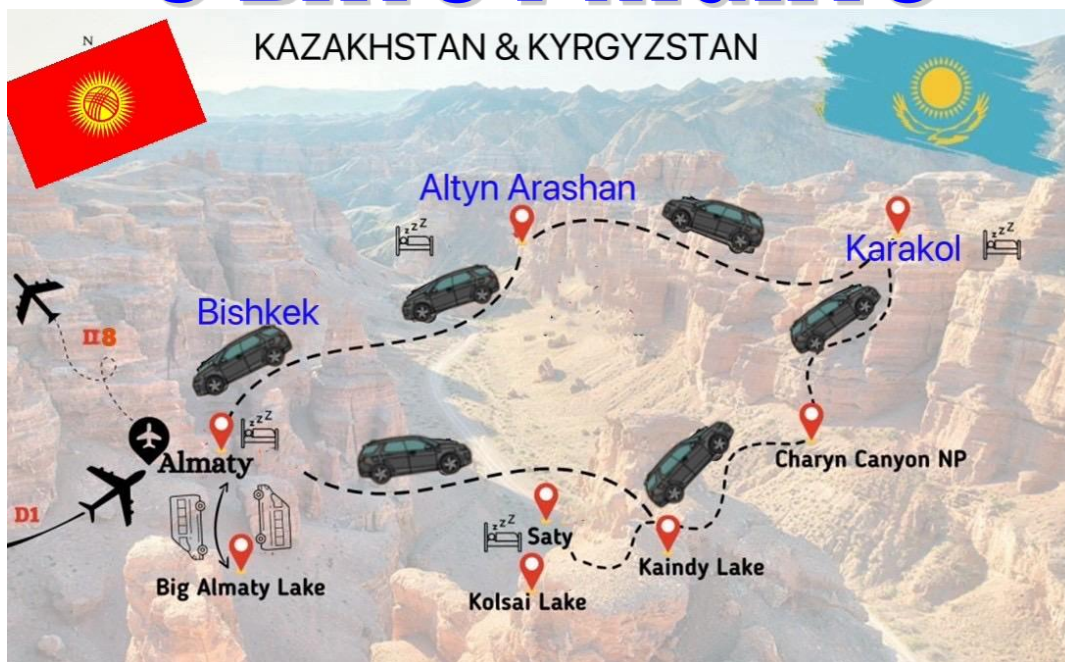 N
KAZAKHSTAN & KYRGYZSTAN
Altyn Arashan
Karakol
Bishkek
II8
Almaty
Charyn Canyon NP
D1
Saty
Kaindy Lake
Big Almaty Lake
Kolsai Lake
z z Z
z z Z
z z Z
z z Z